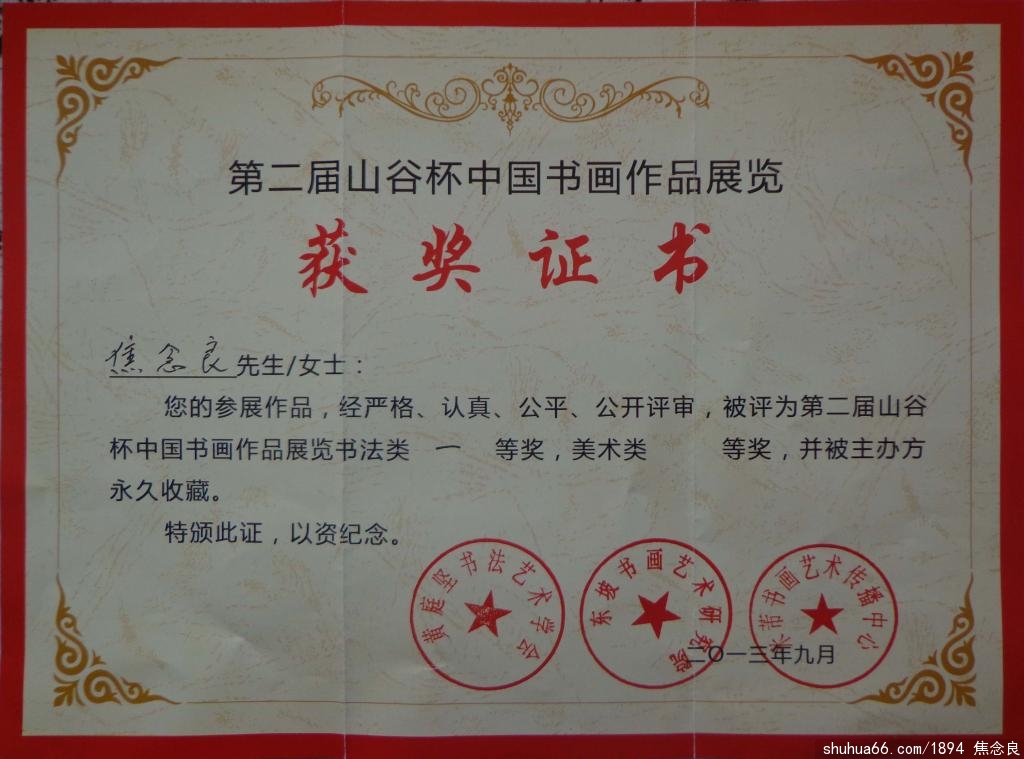 第二届山谷杯中国书画作品展览
获奖证书
焦念良先生/女士：
您的参展作品，经严格、认真、公平、公开评审，被评为第二届山谷
杯中国书画作品展览书法类 一 等奖，美术类 等奖，并被主办方
永久收藏。
特颁此证，以资纪念。
黄庭坚书法艺术学会
东坡书画艺术研究院
米芾书画艺术传播中心
二〇一三年九月
shuhua66.com/1894 焦念良